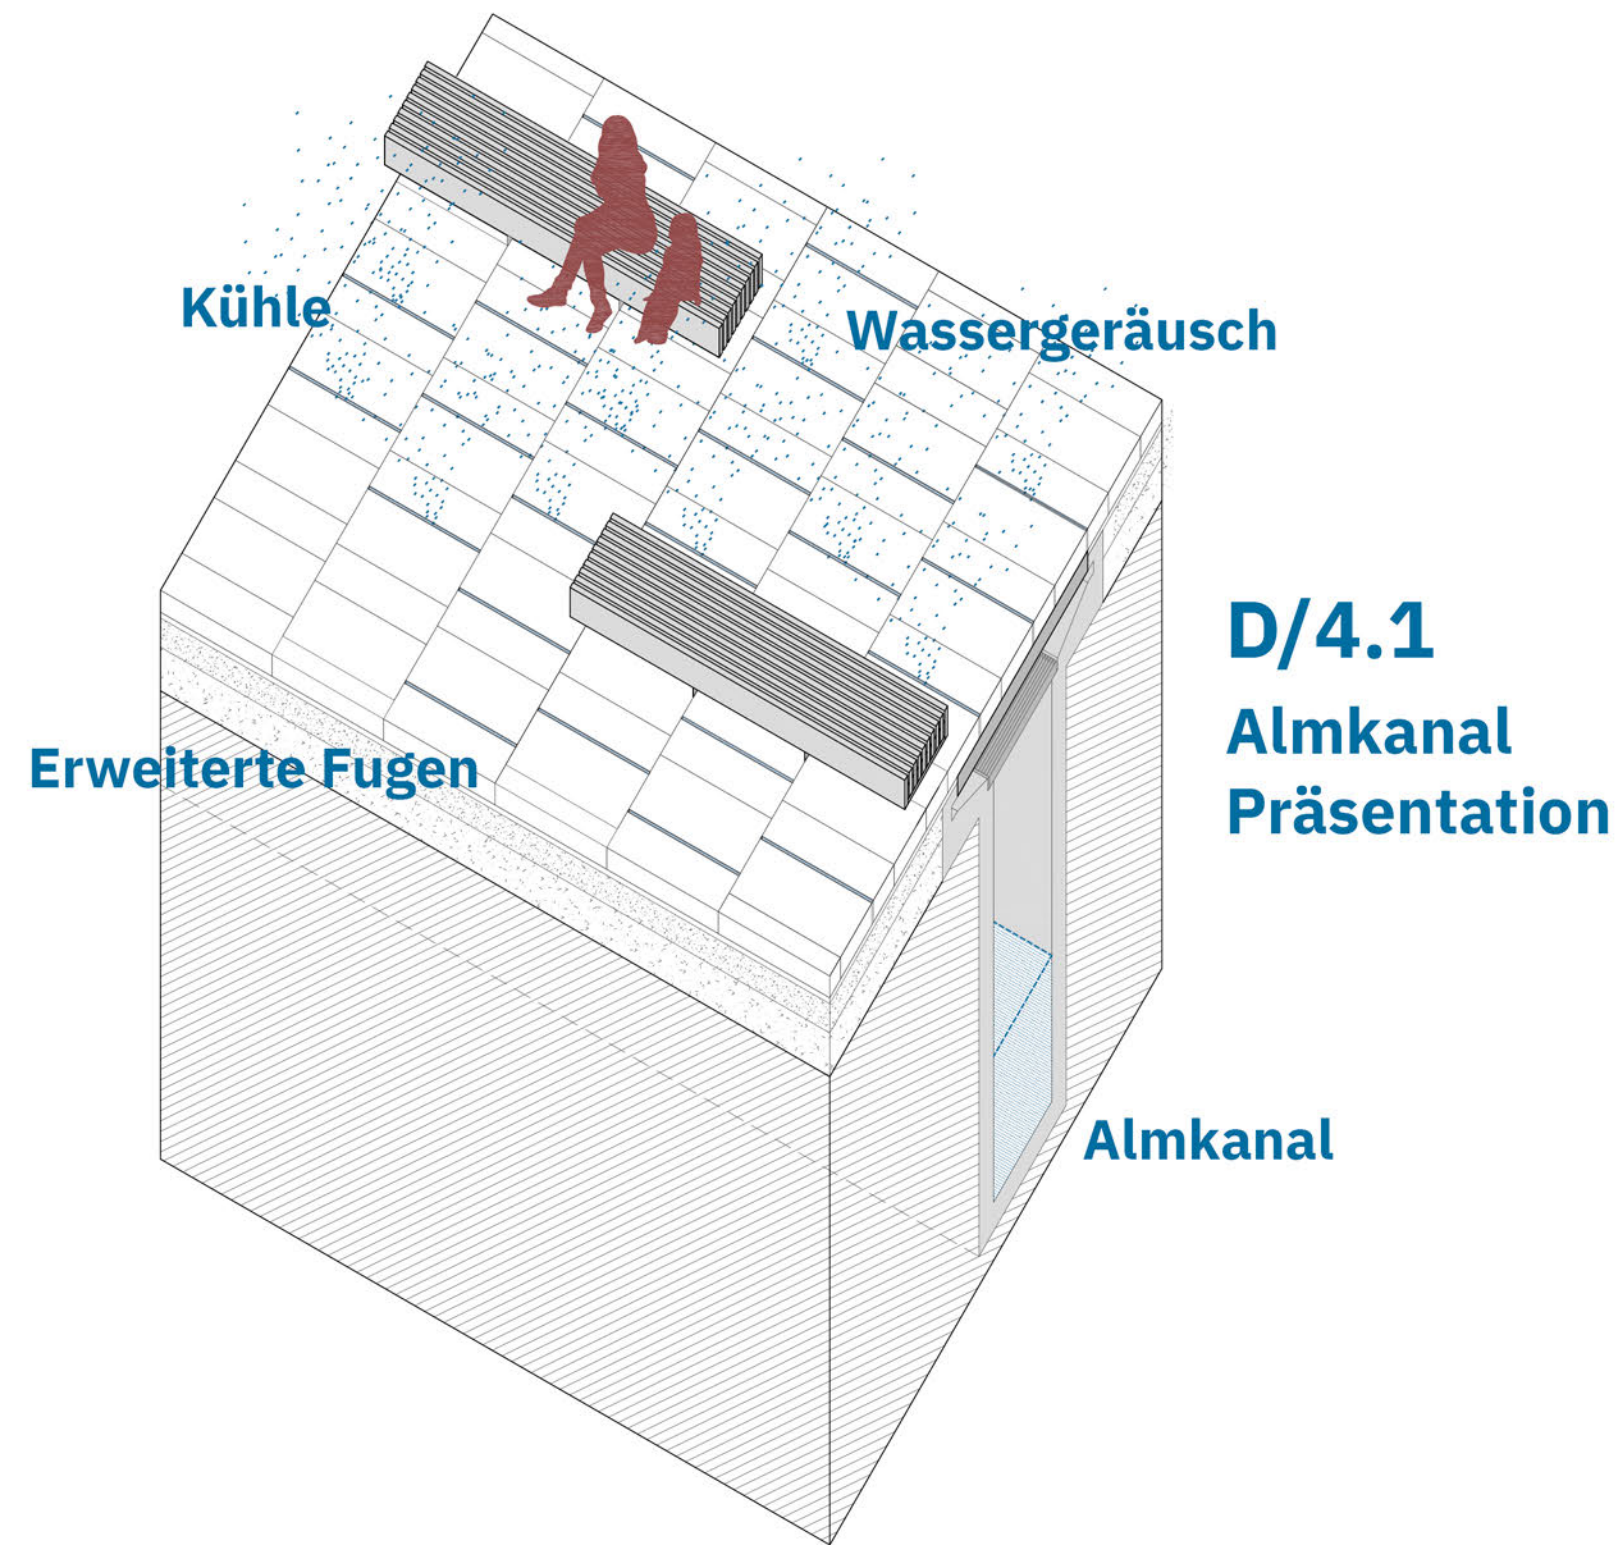 Kühle
Wassergeräusch
D/4.1
Almkanal
Präsentation
Erweiterte Fugen
Almkanal